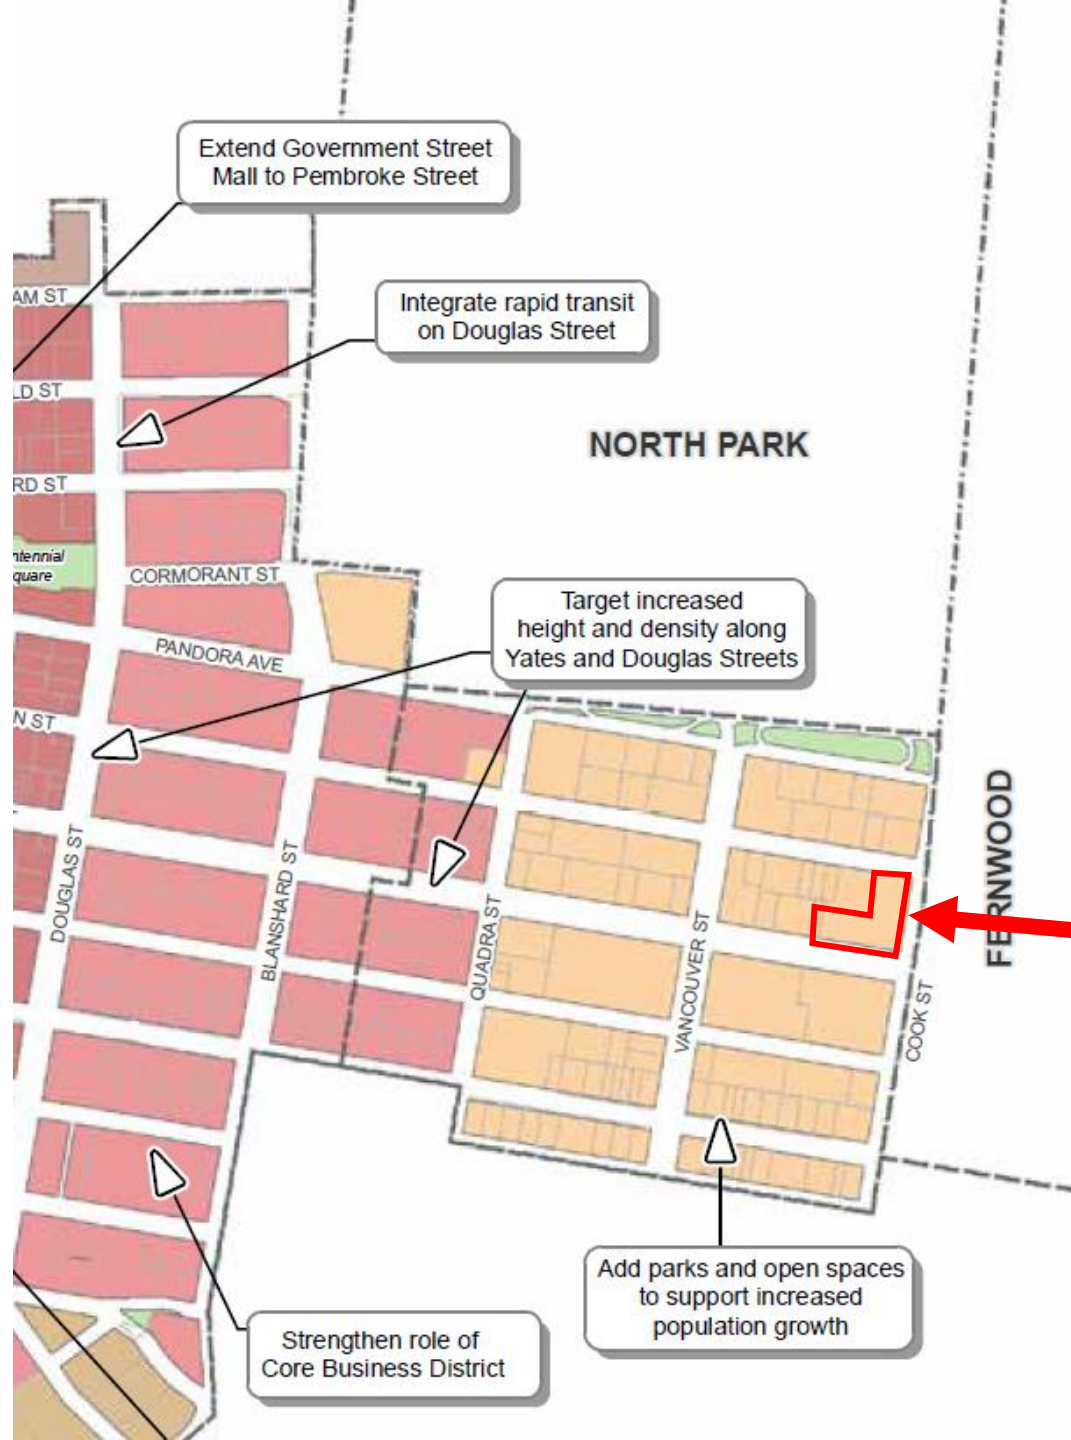 Extend Government Street
Mall to Pembroke Street
AM ST
Integrate rapid transit
on Douglas Street
LD ST
NORTH PARK
RD ST
ntennial
quare
CORMORANT ST
Target increased
height and density along
Yates and Douglas Streets
PANDORA AVE
N ST
DOUGLAS ST
BLANSHARD ST
QUADRA ST
VANCOUVER ST
COOK ST
FERNWOOD
Add parks and open spaces
to support increased
population growth
Strengthen role of
Core Business District